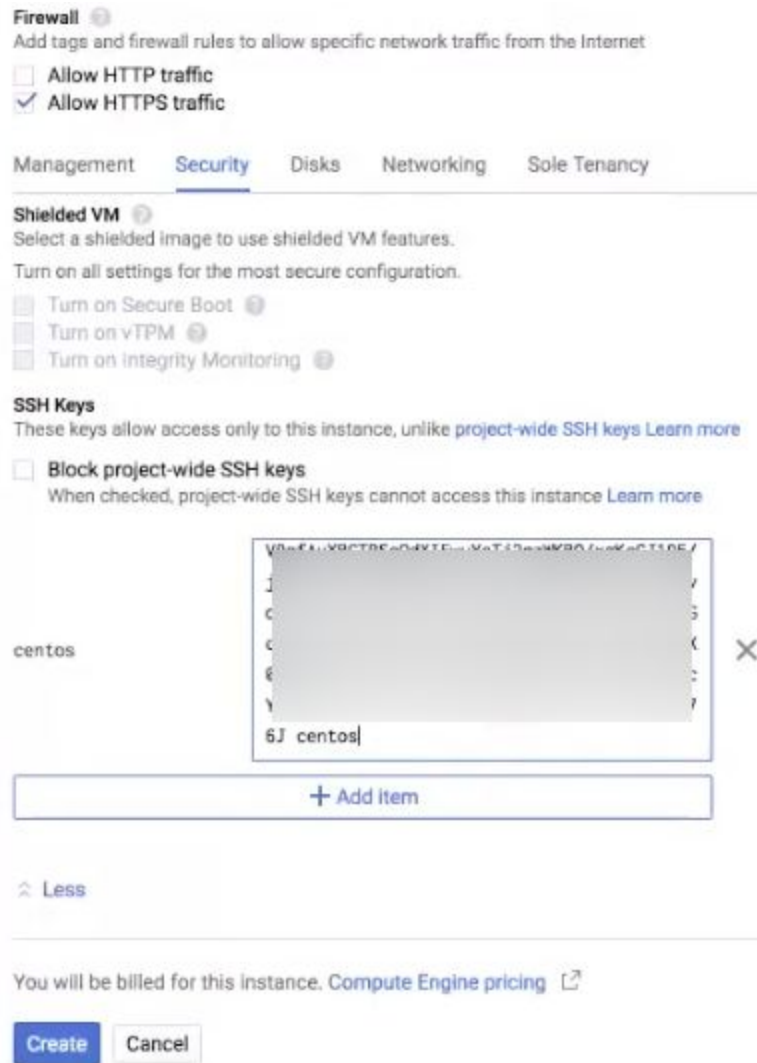 Firewall
Add tags and firewall rules to allow specific network traffic from the Internet
Allow HTTP traffic
Allow HTTPS traffic
Management Security Disks Networking Sole Tenancy
Shielded VM
Select a shielded image to use shielded VM features.
Turn on all settings for the most secure configuration.
Turn on Secure Boot
Turn on vTPM
Turn on Integrity Monitoring
SSH Keys
These keys allow access only to this instance, unlike project-wide SSH keys Learn more
Block project-wide SSH keys
When checked, project-wide SSH keys cannot access this instance Learn more
centos
6J centos
+ Add item
Less
You will be billed for this instance. Compute Engine pricing
Create Cancel